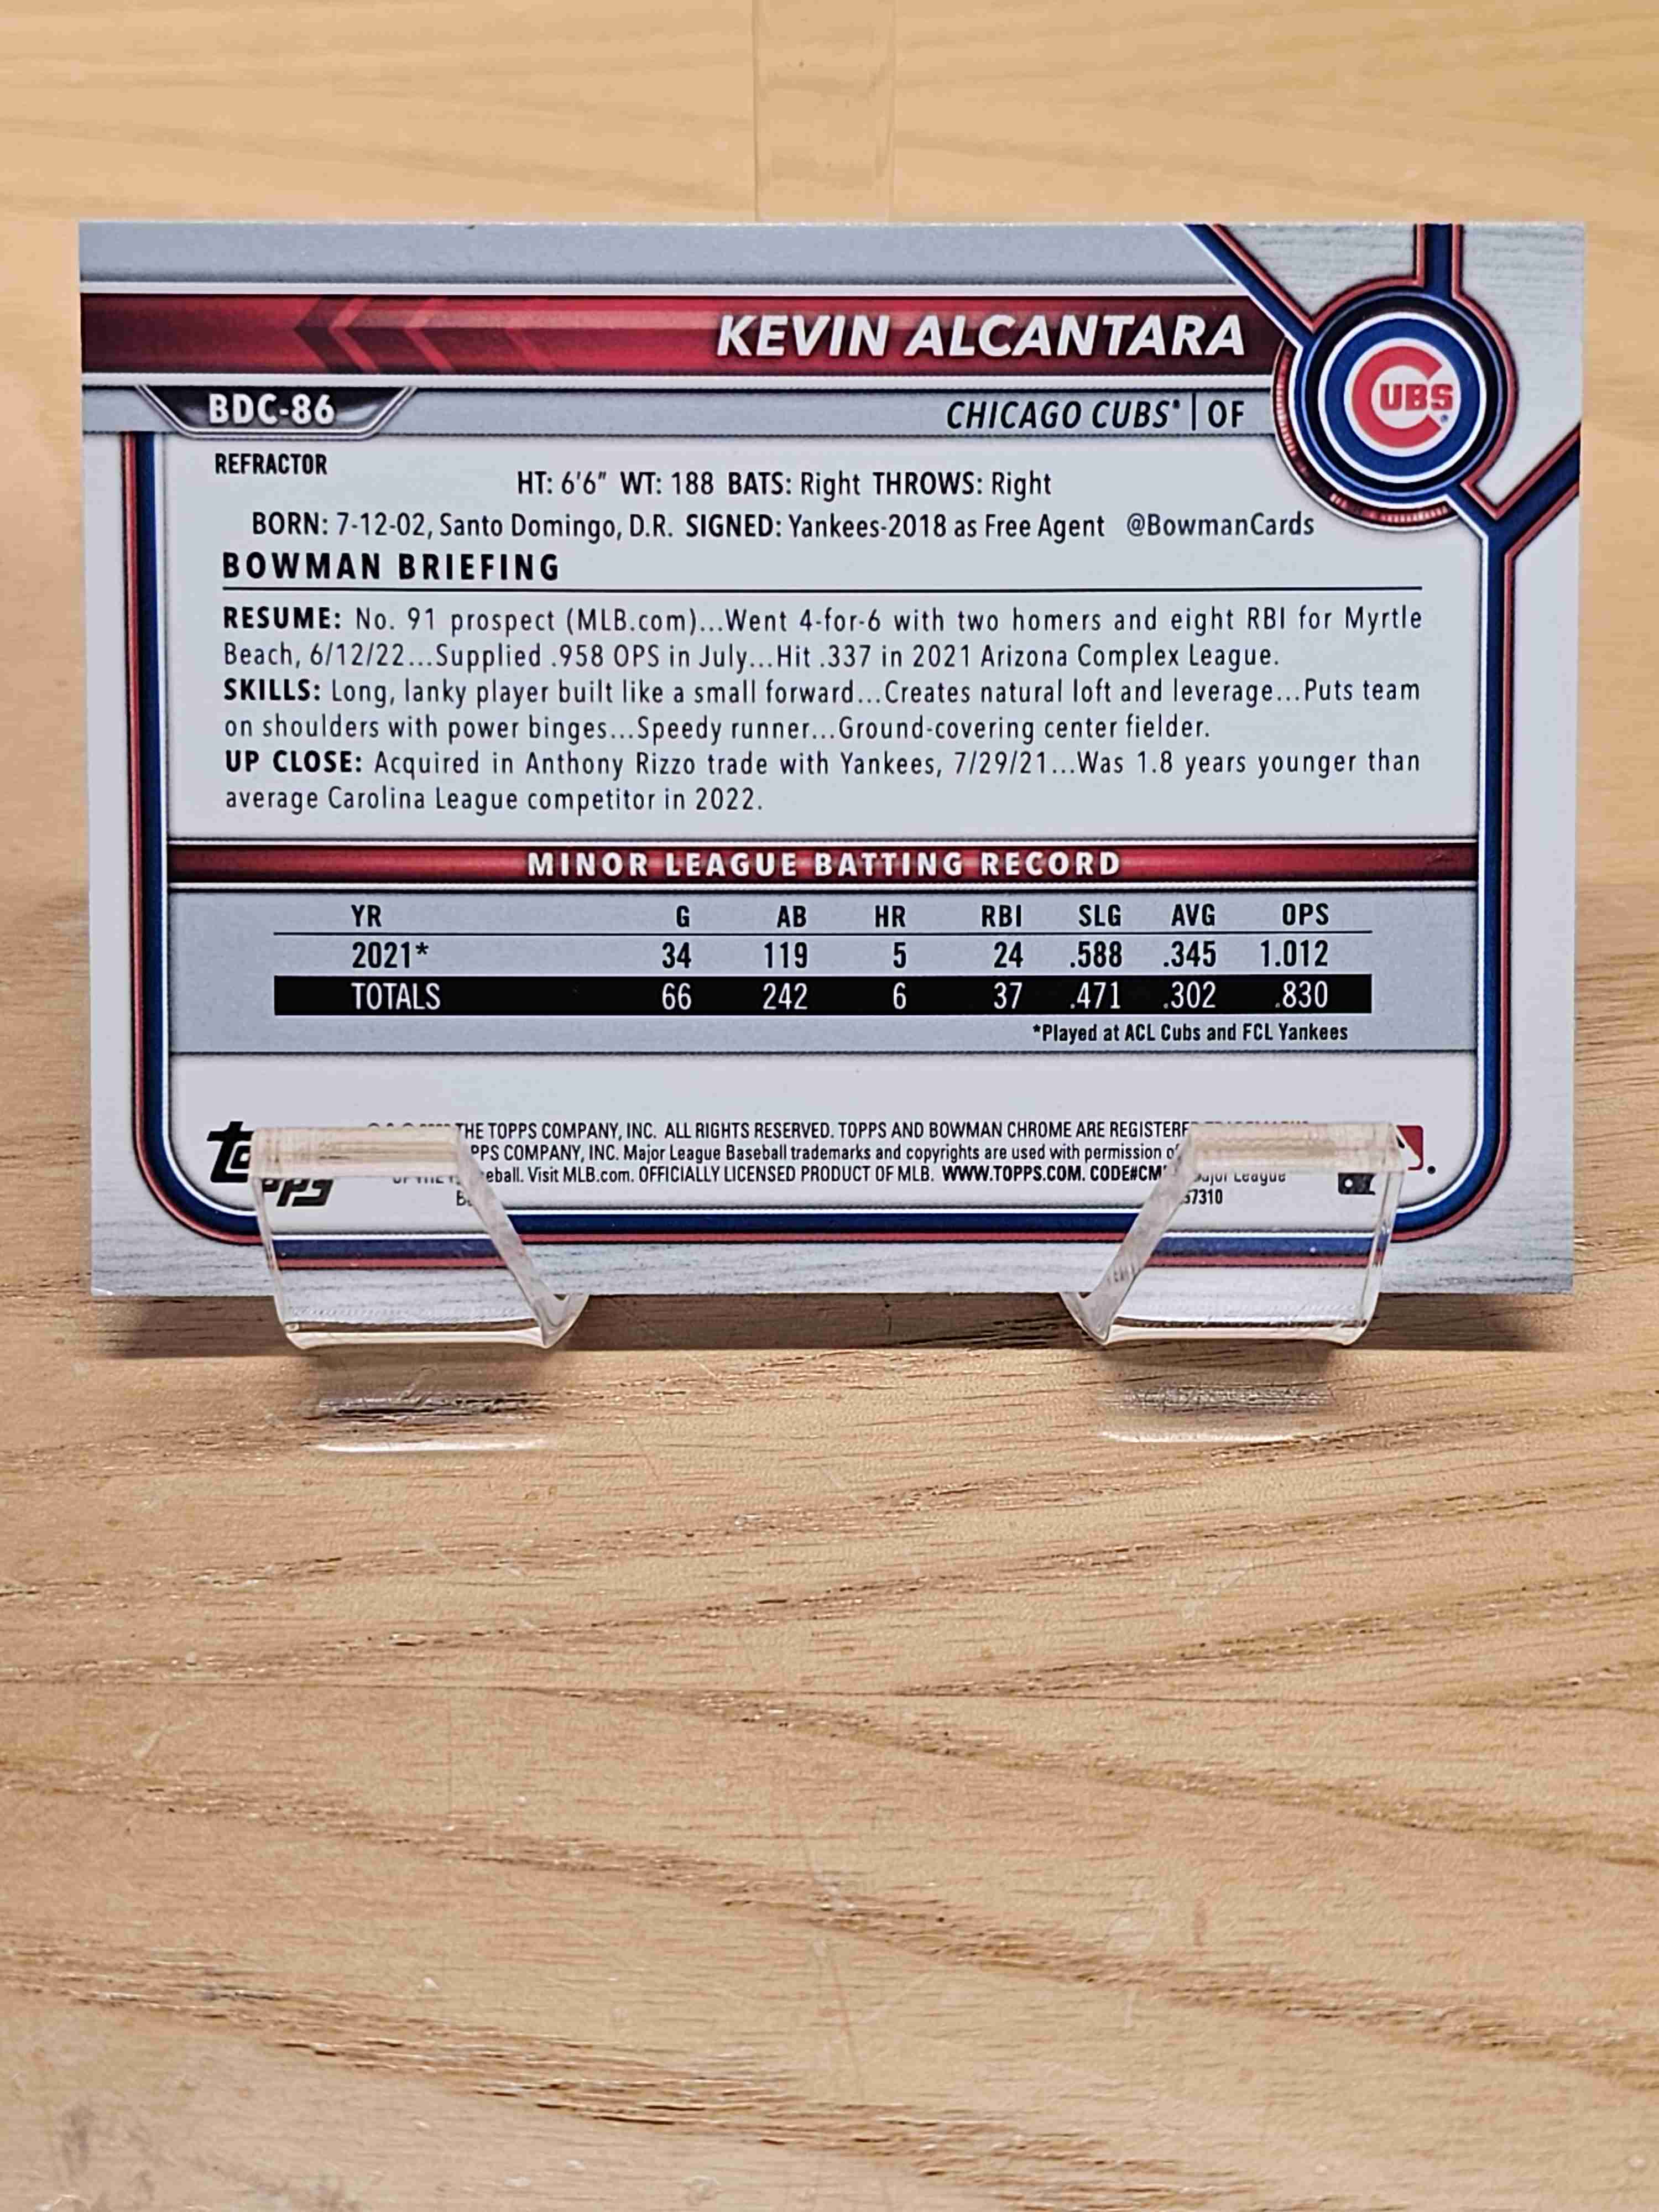 KEVIN ALCANTARA
BDC-86
CHICAGO CUBS® | OF
CUBS
REFRACTOR
HT: 6'6" WT: 188 BATS: Right THROWS: Right
BORN: 7-12-02, Santo Domingo, D.R. SIGNED: Yankees-2018 as Free Agent @BowmanCards
BOWMAN BRIEFING
RESUME: No. 91 prospect (MLB.com)...Went 4-for-6 with two homers and eight RBI for Myrtle
Beach, 6/12/22...Supplied .958 OPS in July...Hit .337 in 2021 Arizona Complex League.
SKILLS: Long, lanky player built like a small forward...Creates natural loft and leverage...Puts team
on shoulders with power binges...Speedy runner...Ground-covering center fielder.
UP CLOSE: Acquired in Anthony Rizzo trade with Yankees, 7/29/21...Was 1.8 years younger than
average Carolina League competitor in 2022.
MINOR LEAGUE BATTING RECORD
YR G AB HR RBI SLG AVG OPS
2021* 34 119 5 24 .588 .345 1.012
TOTALS 66 242 6 37 .471 .302 .830
*Played at ACL Cubs and FCL Yankees
topps
THE TOPPS COMPANY, INC. ALL RIGHTS RESERVED. TOPPS AND BOWMAN CHROME ARE
COMPANY, INC. Major League Baseball trademarks and copyrights are used with permission
Visit MLB.com. OFFICIALLY LICENSED PRODUCT OF MLB. WWW.TOPPS.COM. League